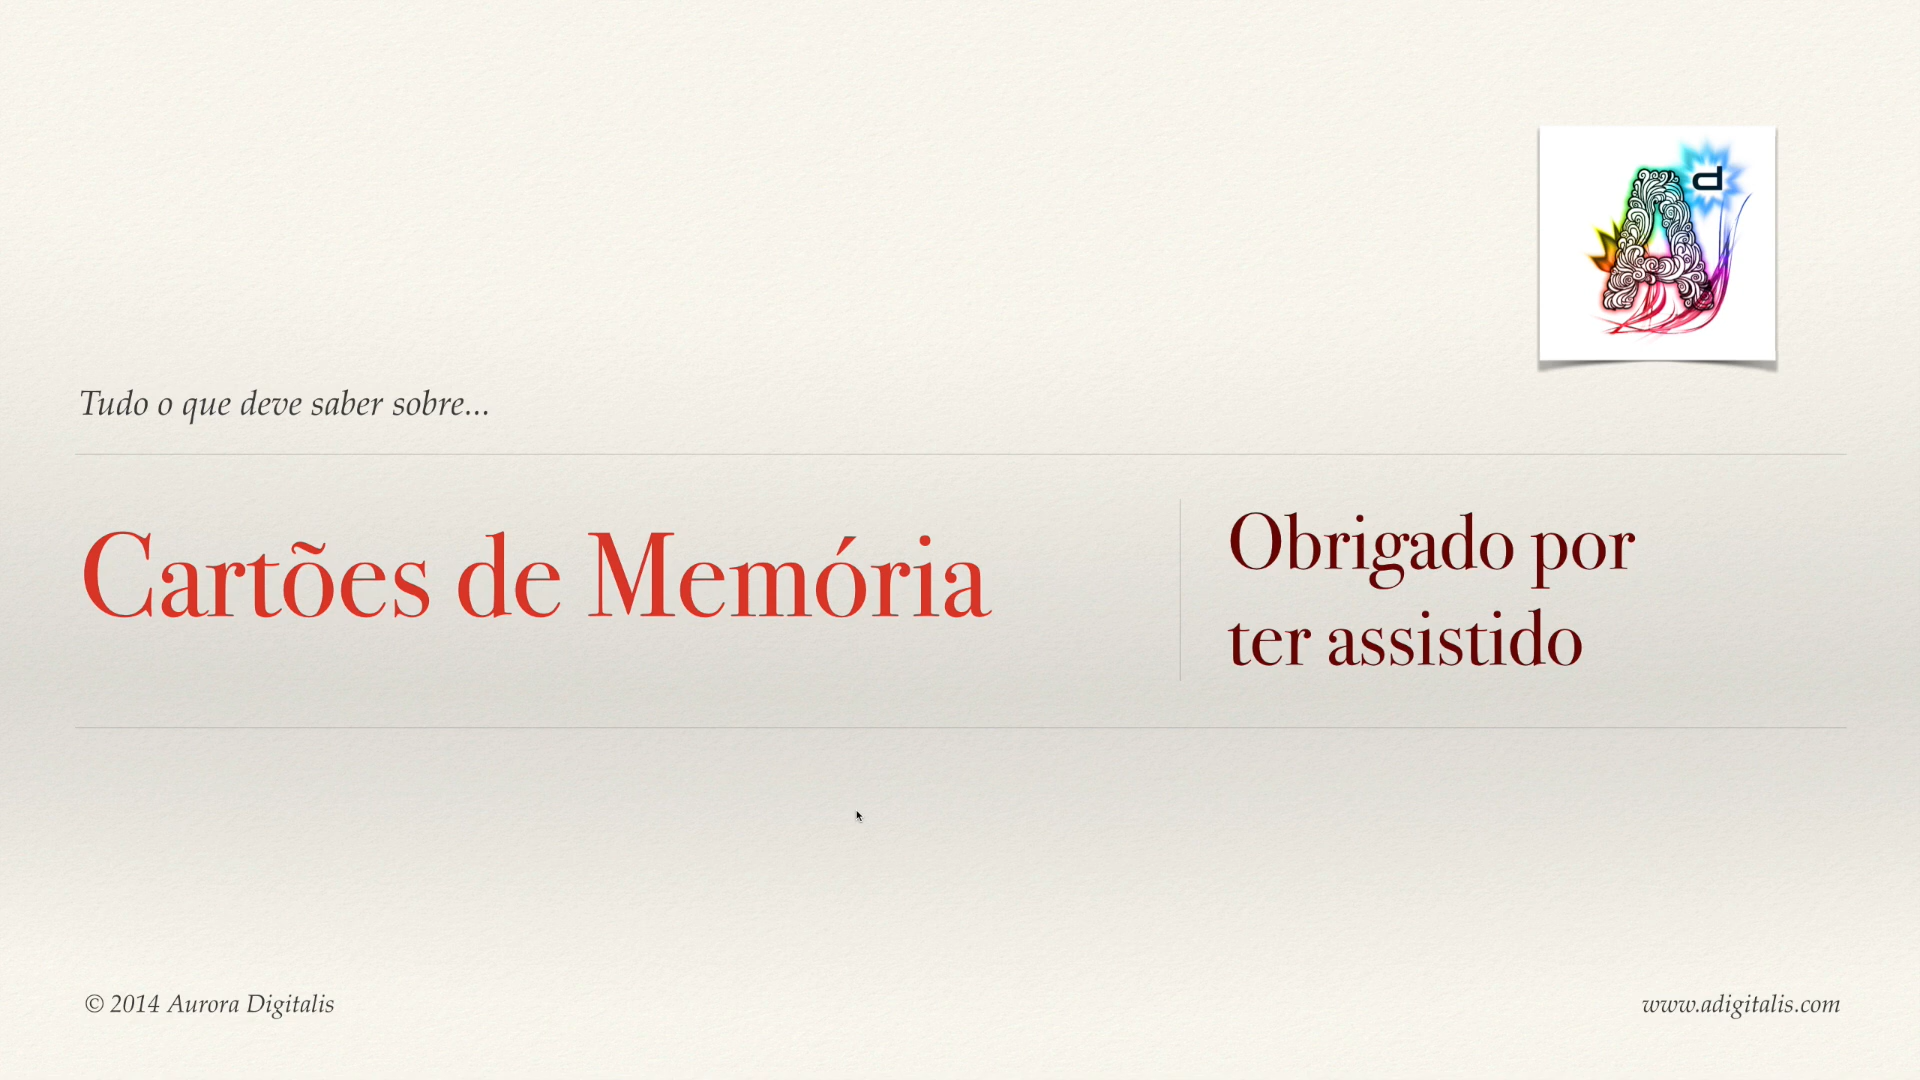 A d
Tudo o que deve saber sobre...
Cartões de Memória
Obrigado por
ter assistido
© 2014 Aurora Digitalis
www.adigitalis.com